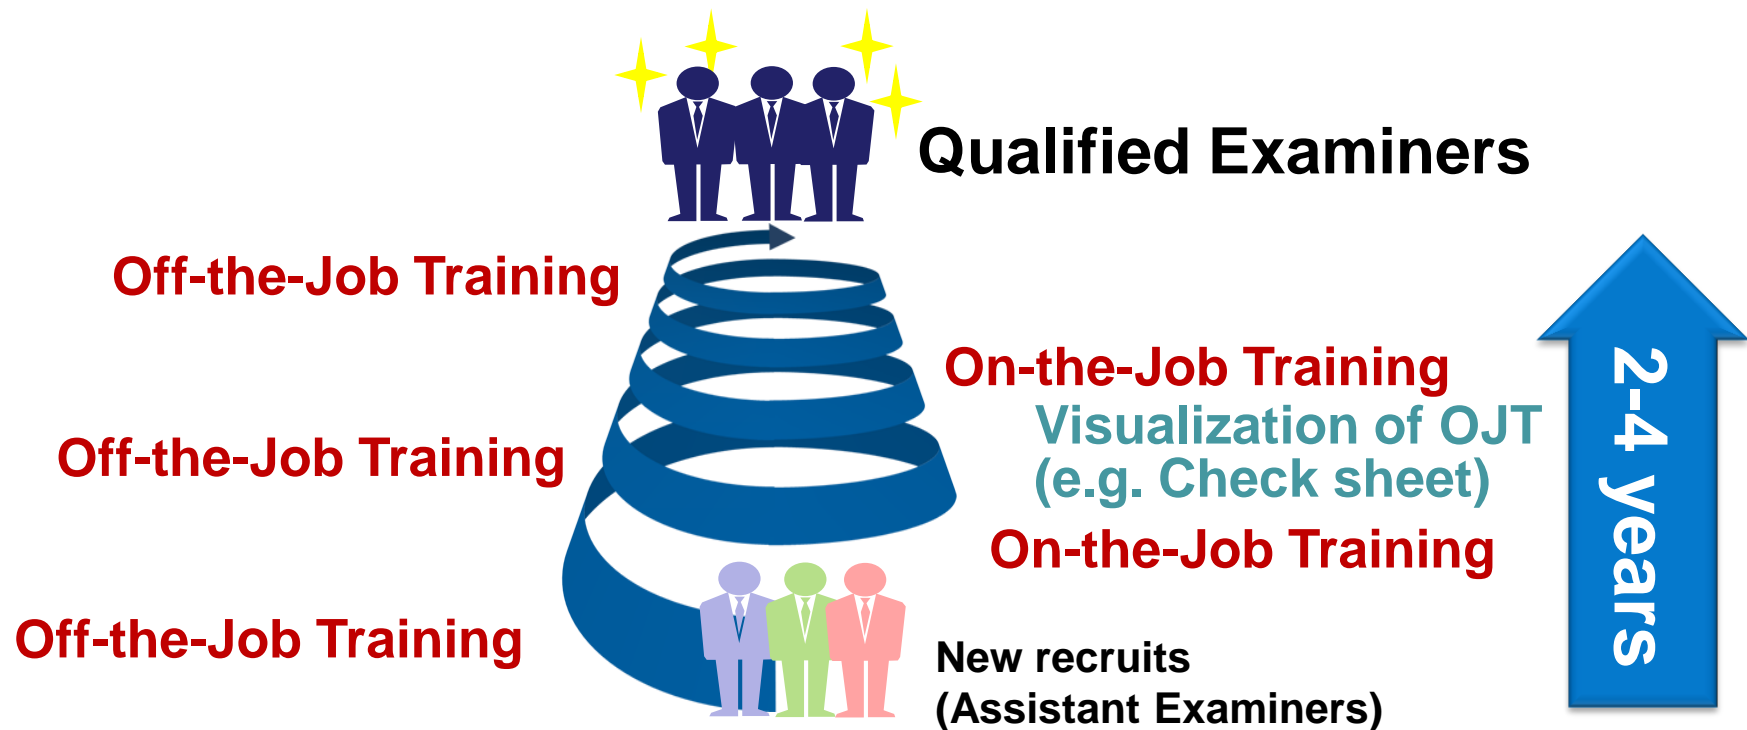 Qualified Examiners
Off-the-Job Training
On-the-Job Training
Visualization of OJT
(e.g. Check sheet)
Off-the-Job Training
On-the-Job Training
Off-the-Job Training
New recruits
(Assistant Examiners)
2-4 years